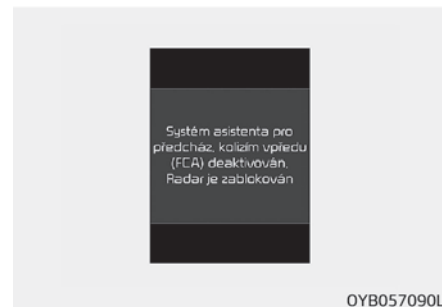 Systém asistenta pro
předcház. kolizím vpředu
(FCA) deaktivován.
Radar je zablokován
OYB057090L